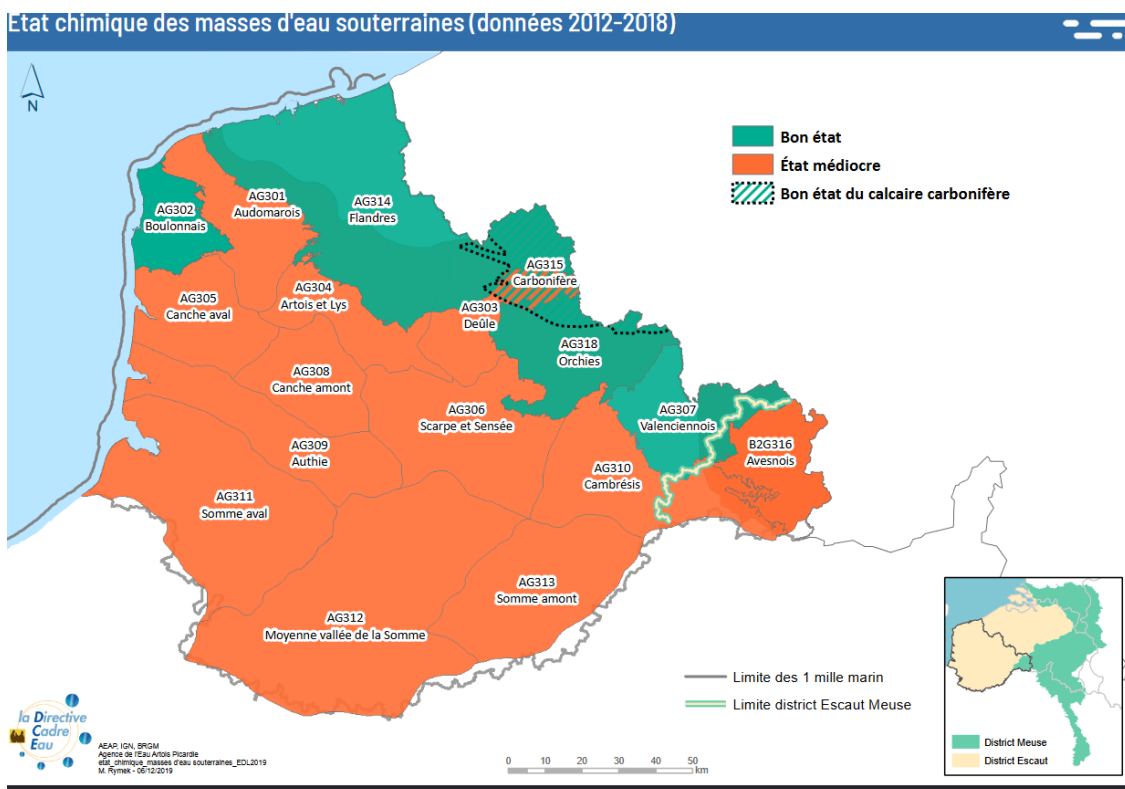 Etat chimique des masses d'eau souterraines (données 2012-2018)
N
Bon état
État médiocre
Bon état du calcaire carbonifère
AG302
Boulonnais
AG301
Audomarois
AG314
Flandres
AG315
Carbonifère
AG305
Canche aval
AG304
Artois et Lys
AG303
Deûle
AG318
Orchies
AG308
Canche amont
AG306
Scarpe et Sensée
AG307
Valenciennois
B2G316
Avesnois
AG309
Authie
AG310
Cambrésis
AG311
Somme aval
AG313
Somme amont
AG312
Moyenne vallée de la Somme
Limite des 1 mille marin
Limite district Escaut Meuse
District Meuse
District Escaut
la Directive
Cadre
Eau
AEAP, IGN, BRGM
Agence de l'Eau Artois Picardie
etat_chimique_masses d'eau souterraines_EDL2019
M. Rymek - 06/12/2019
0 10 20 30 40 50
km